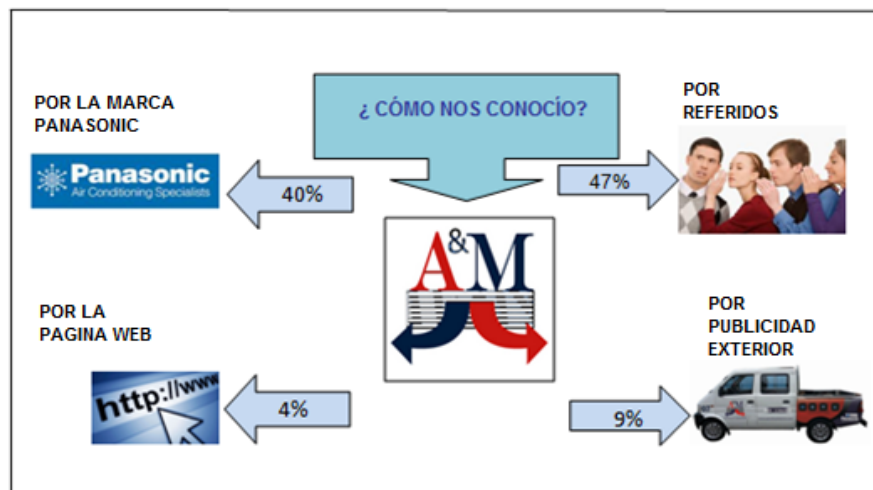 ¿ CÓMO NOS CONOCÍO?
POR LA MARCA
PANASONIC
Panasonic
Air Conditioning Specialists
40%
POR
REFERIDOS
47%
A&M
POR LA
PAGINA WEB
http://www
4%
POR
PUBLICIDAD
EXTERIOR
9%